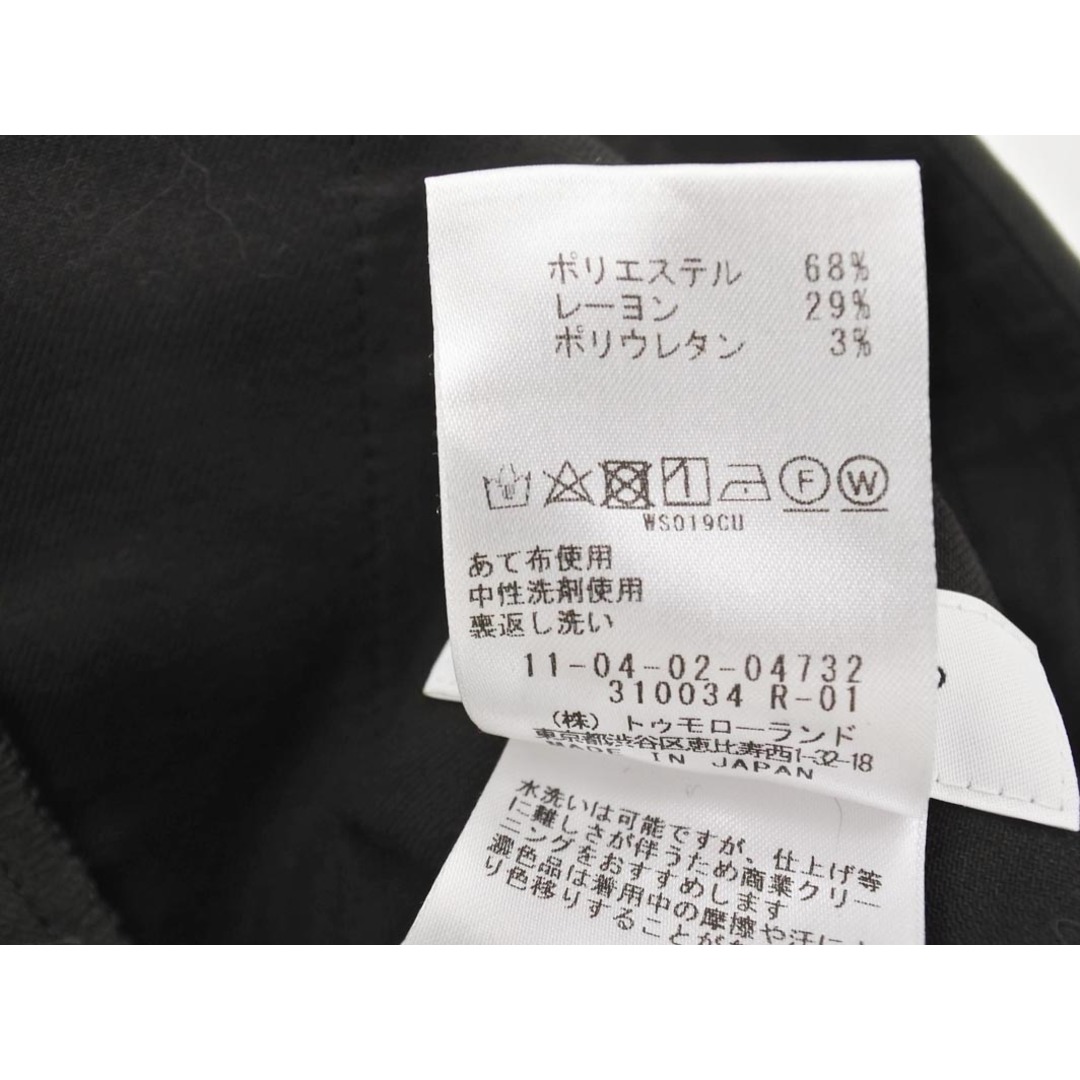 ポリエステル 68%
レーヨン 29%
ポリウレタン 3%
F W
WS019CU
あて布使用
中性洗剤使用
裏返し洗い
11-04-02-04732
310034 R-01
(株) トゥモローランド
東京都渋谷区恵比寿西1-32-18
MADE IN JAPAN
水洗いは可能ですが、仕上げ等
に難しさが伴うため商業クリー
ニングをおすすめします
濃色品は着用中の摩擦や汗によ
り色移りすることが